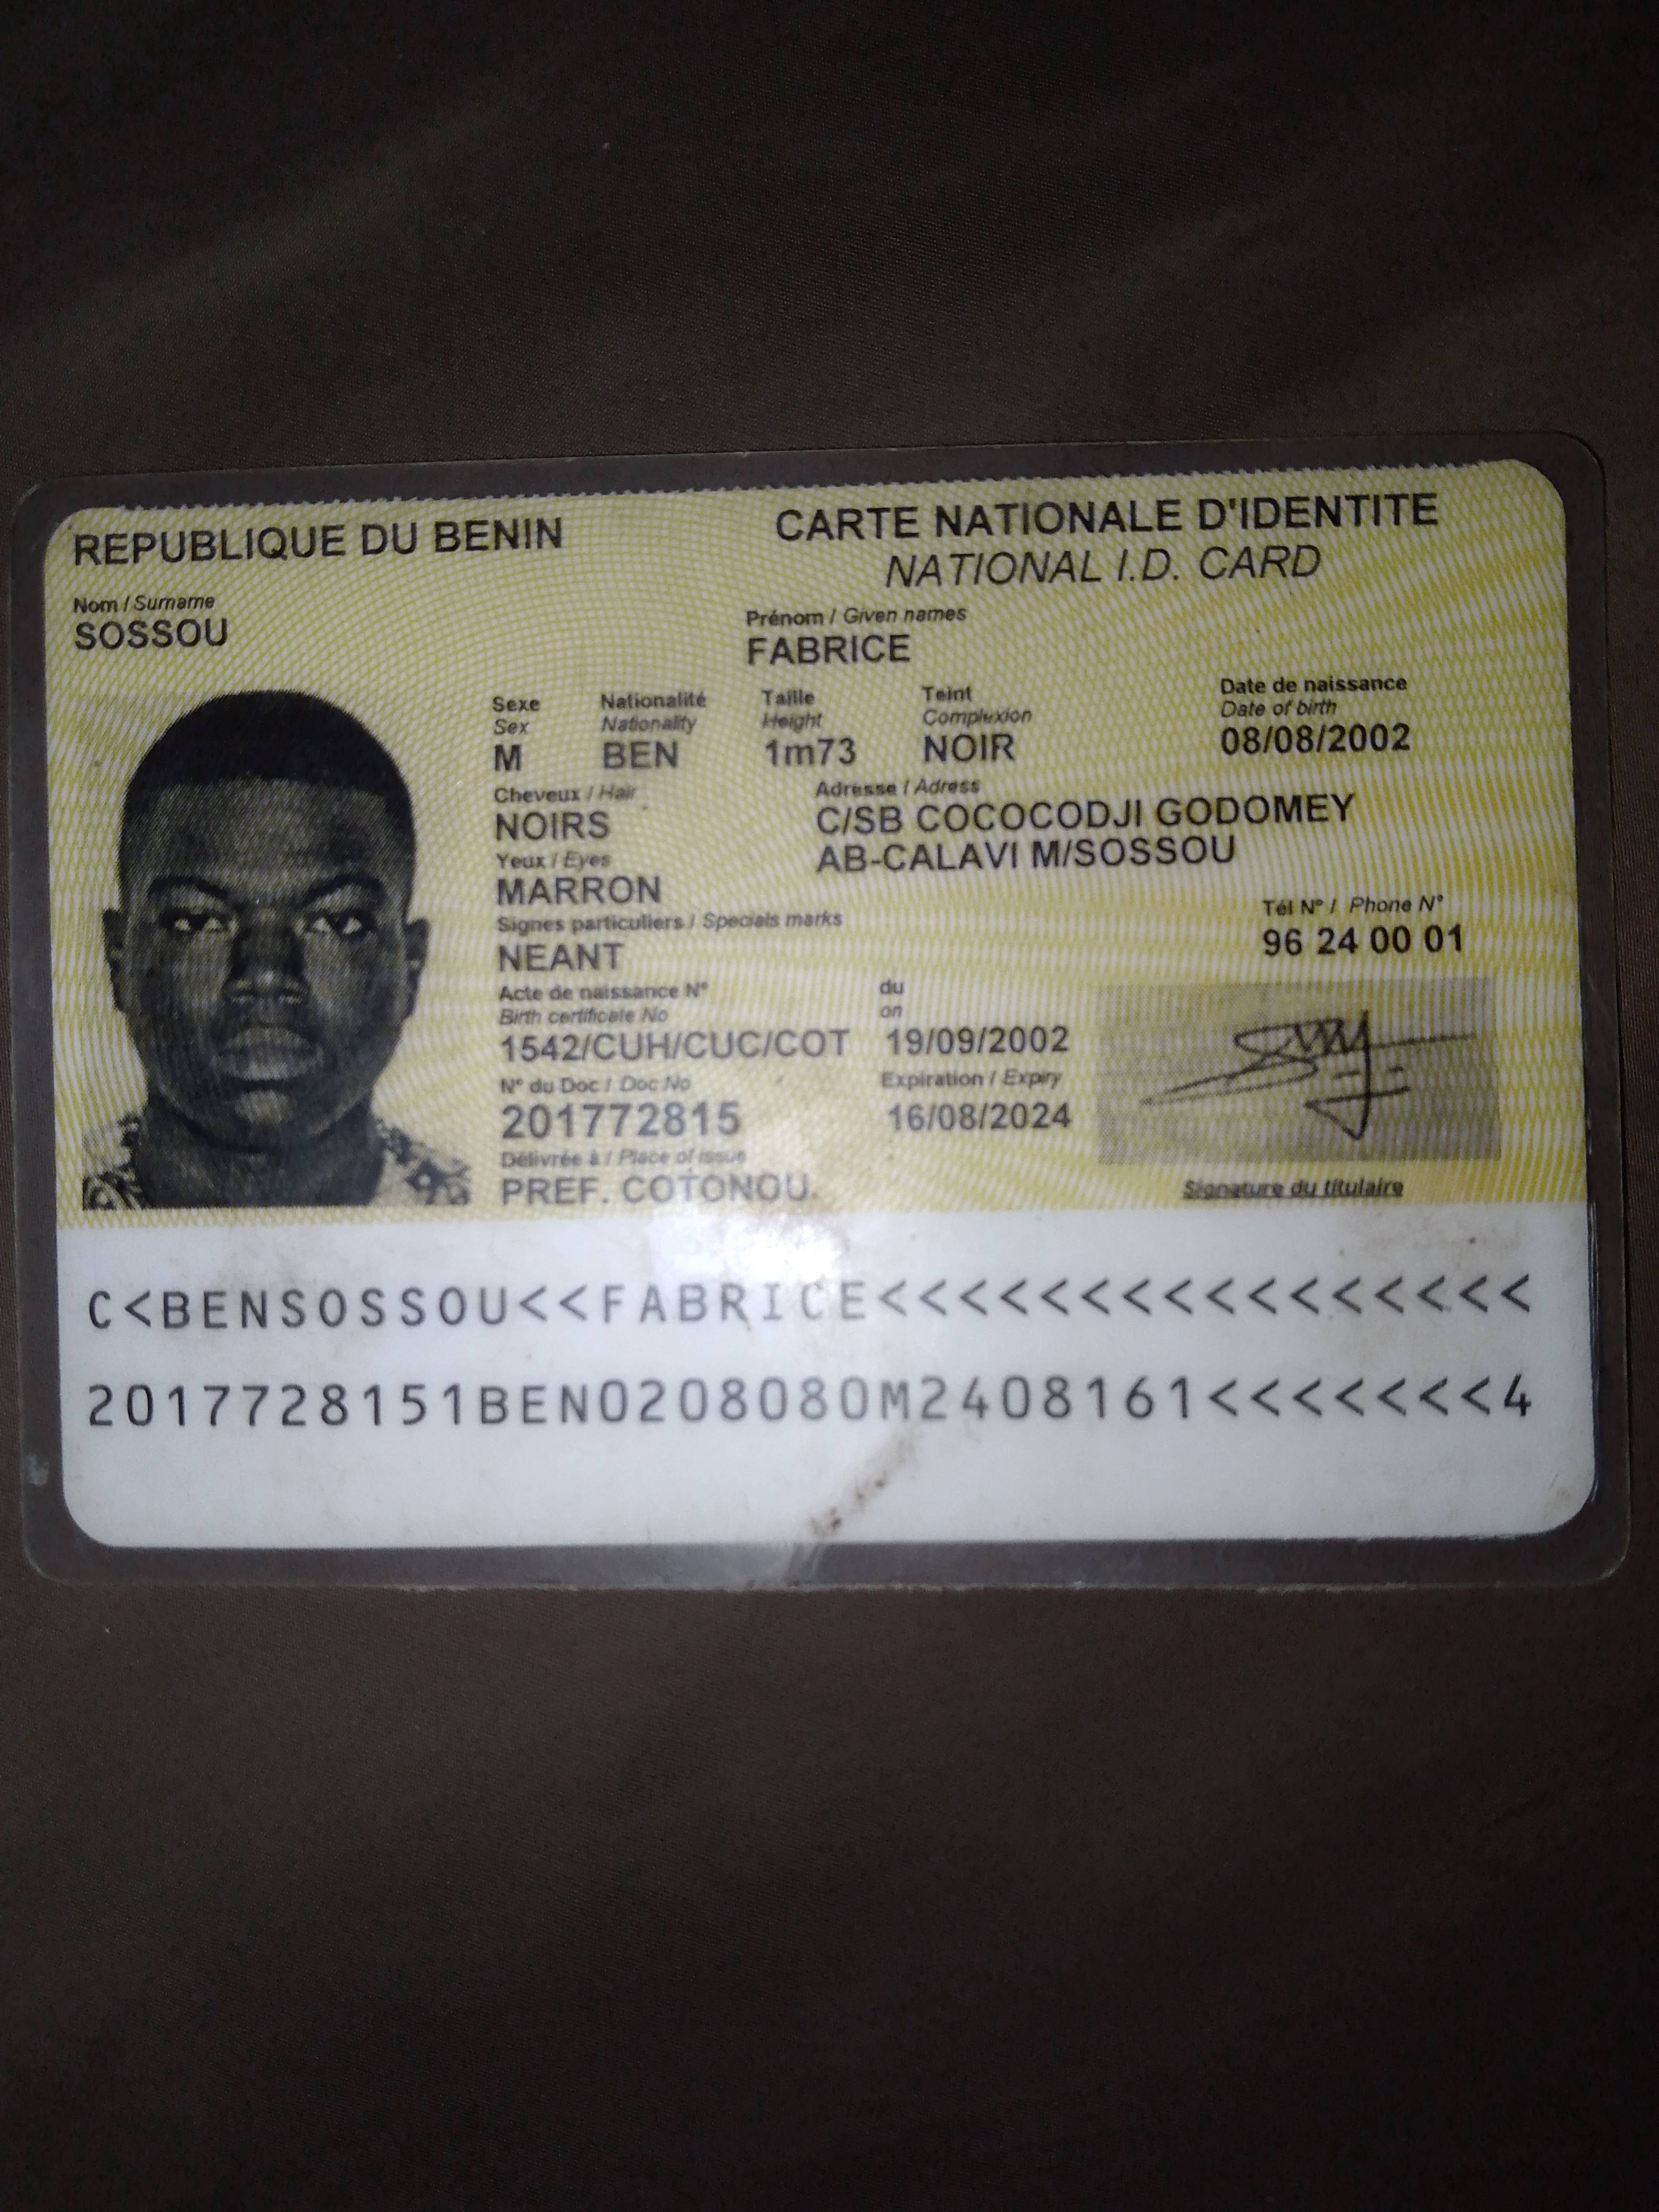 REPUBLIQUE DU BENIN
CARTE NATIONALE D'IDENTITE
NATIONAL I.D. CARD
Nom / Surname
SOSSOU
Prénom / Given names
FABRICE
Sexe
Sex
M
Nationalité
Nationality
BEN
Taille
Height
1m73
Teint
Complexion
NOIR
Date de naissance
Date of birth
08/08/2002
Cheveux / Hair
NOIRS
Adresse / Adress
C/SB COCOCODJI GODOMEY
AB-CALAVI M/SOSSOU
Yeux / Eyes
MARRON
Signes particuliers / Specials marks
NEANT
Tél N° / Phone N°
96 24 00 01
Acte de naissance N°
Birth certificate No
1542/CUH/CUC/COT
du
on
19/09/2002
N° du Doc / Doc No
201772815
Expiration / Expiry
16/08/2024
Délivrée à / Place of issue
PREF. COTONOU
Signature du titulaire
C<BENSOSSOU<<FABRICE<<<<<<<<<<<<<<<<<
2017728151BEN0208080M2408161<<<<<<<4